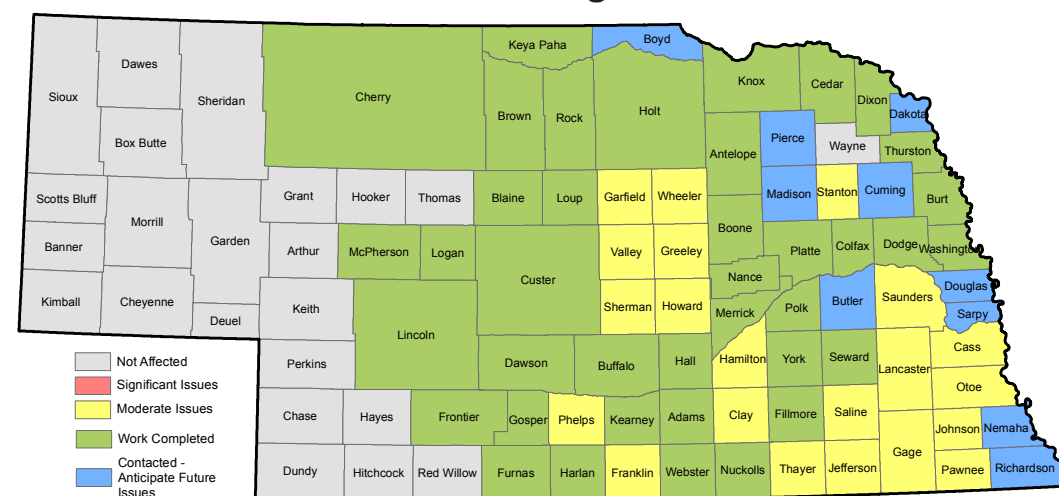 Keya Paha
Boyd
Dawes
Knox
Cedar
Sioux
Sheridan
Cherry
Dixon
Holt
Brown
Rock
Dakota
Box Butte
Pierce
Wayne
Thurston
Antelope
Scotts Bluff
Grant
Hooker
Thomas
Blaine
Loup
Garfield
Wheeler
Madison
Stanton
Cuming
Burt
Morrill
Garden
Boone
Banner
Arthur
McPherson
Logan
Valley
Greeley
Platte
Colfax
Dodge
Washington
Custer
Nance
Douglas
Kimball
Cheyenne
Keith
Sherman
Howard
Merrick
Polk
Butler
Saunders
Sarpy
Deuel
Lincoln
Perkins
Dawson
Buffalo
Hall
Hamilton
York
Seward
Lancaster
Cass
Otoe
Chase
Hayes
Frontier
Gosper
Phelps
Kearney
Adams
Clay
Fillmore
Saline
Johnson
Nemaha
Gage
Dundy
Hitchcock
Red Willow
Furnas
Harlan
Franklin
Webster
Nuckolls
Thayer
Jefferson
Pawnee
Richardson
Not Affected
Significant Issues
Moderate Issues
Work Completed
Contacted -
Anticipate Future
Issues